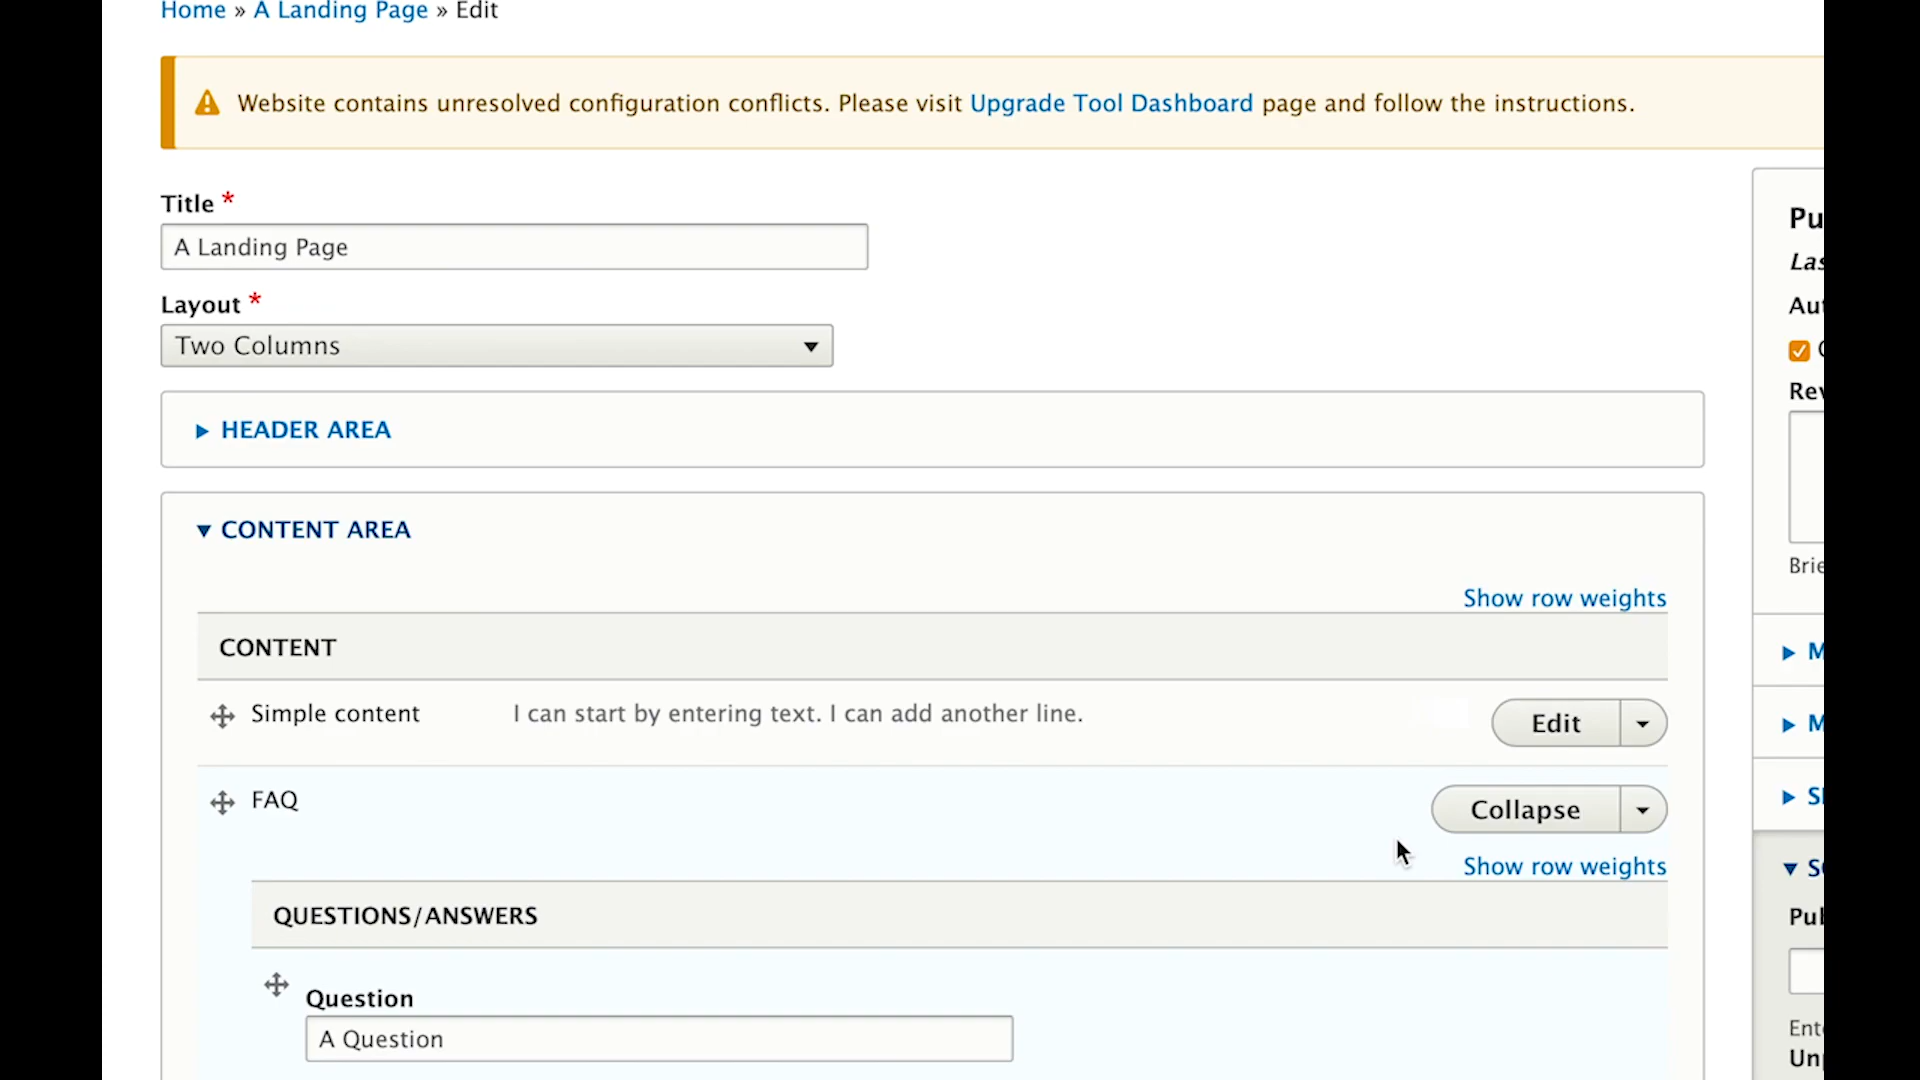 Home » A Landing Page » Edit
Website contains unresolved configuration conflicts. Please visit Upgrade Tool Dashboard page and follow the instructions.
Title *
A Landing Page
Layout *
Two Columns
HEADER AREA
CONTENT AREA
Show row weights
CONTENT
Simple content I can start by entering text. I can add another line. Edit
FAQ Collapse
Show row weights
QUESTIONS/ANSWERS
Question
A Question